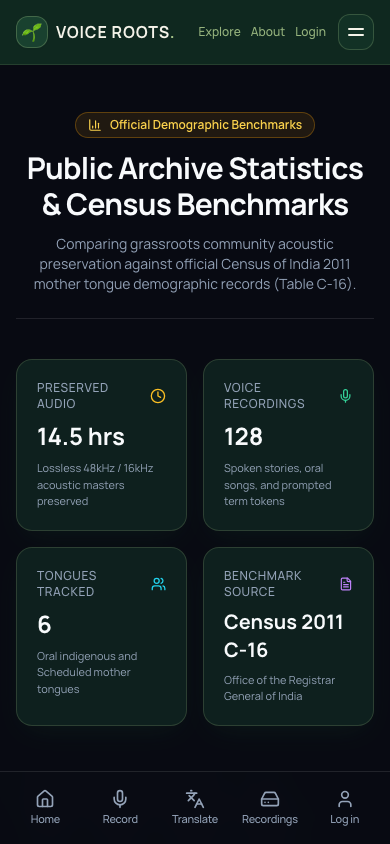 VOICE ROOTS.
Explore About Login
Official Demographic Benchmarks
Public Archive Statistics
& Census Benchmarks
Comparing grassroots community acoustic
preservation against official Census of India 2011
mother tongue demographic records (Table C-16).
PRESERVED
AUDIO
14.5 hrs
Lossless 48kHz / 16kHz
acoustic masters
preserved
VOICE
RECORDINGS
128
Spoken stories, oral
songs, and prompted
term tokens
TONGUES
TRACKED
6
Oral indigenous and
Scheduled mother
tongues
BENCHMARK
SOURCE
Census 2011
C-16
Office of the Registrar
General of India
Home
Record
Translate
Recordings
Log in